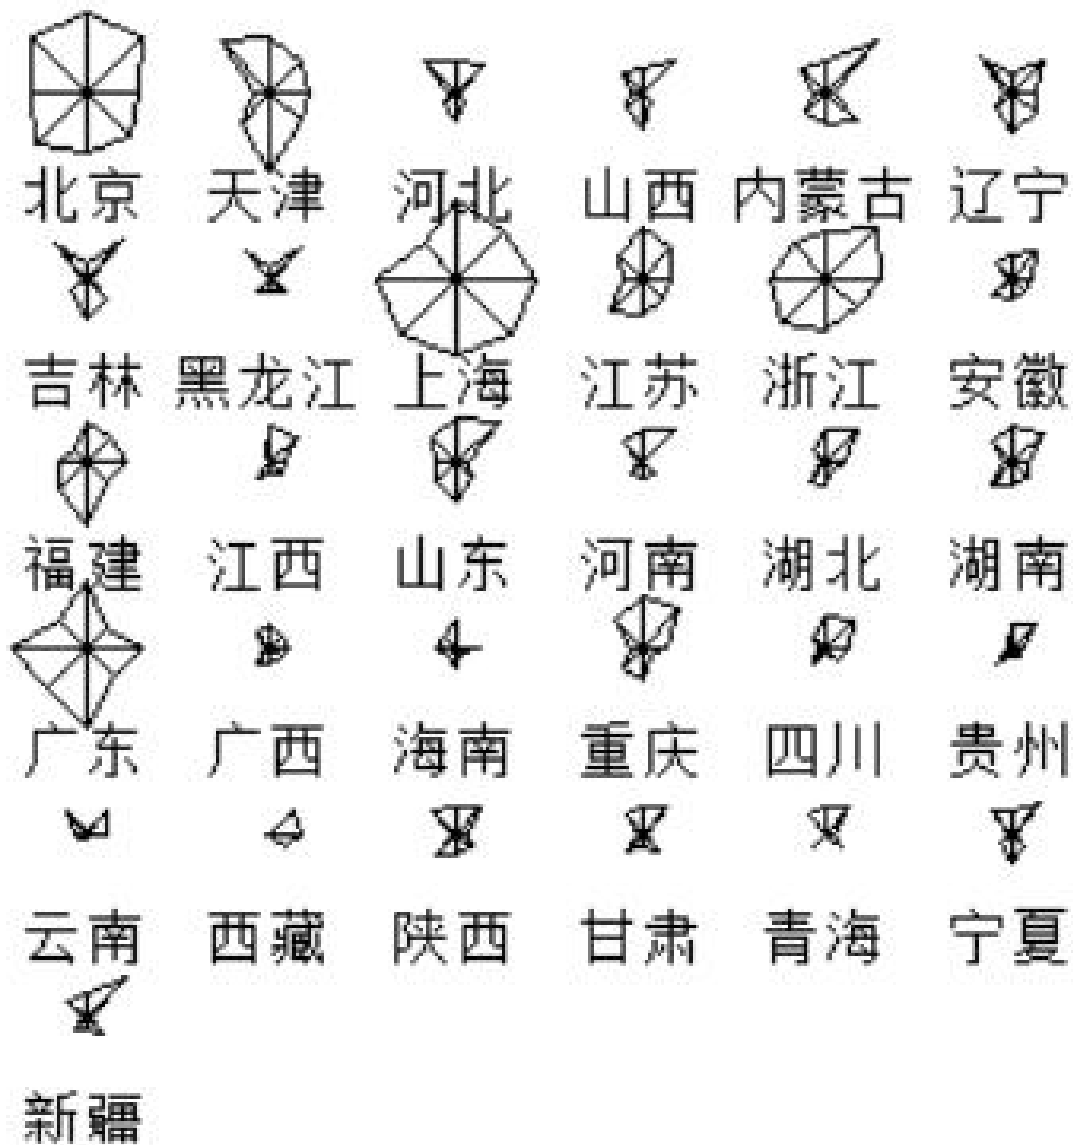 北京 天津 河北 山西 内蒙古 辽宁
吉林 黑龙江 上海 江苏 浙江 安徽
福建 江西 山东 河南 湖北 湖南
广东 广西 海南 重庆 四川 贵州
云南 西藏 陕西 甘肃 青海 宁夏
新疆